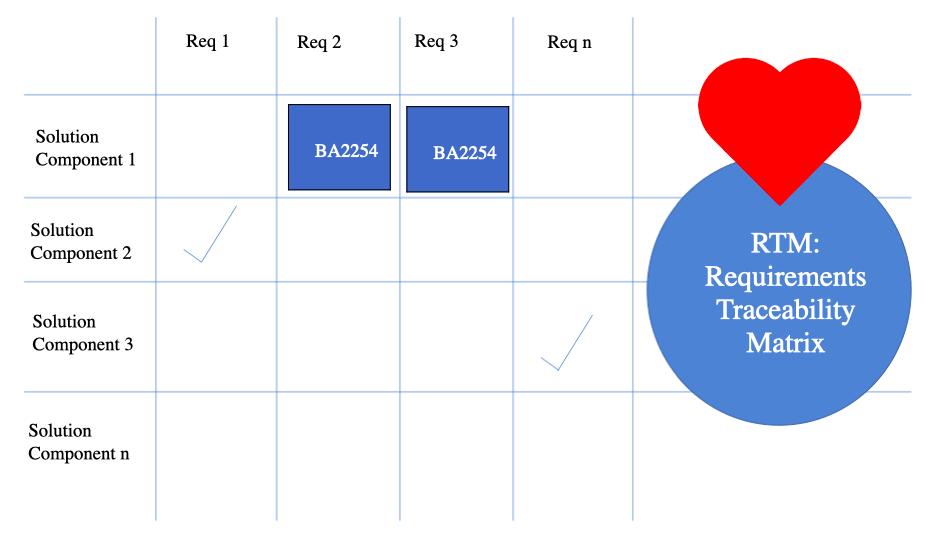 Req 1
Req 2
Req 3
Req n
Solution
Component 1
BA2254
BA2254
Solution
Component 2
Solution
Component 3
Solution
Component n
RTM:
Requirements
Traceability
Matrix